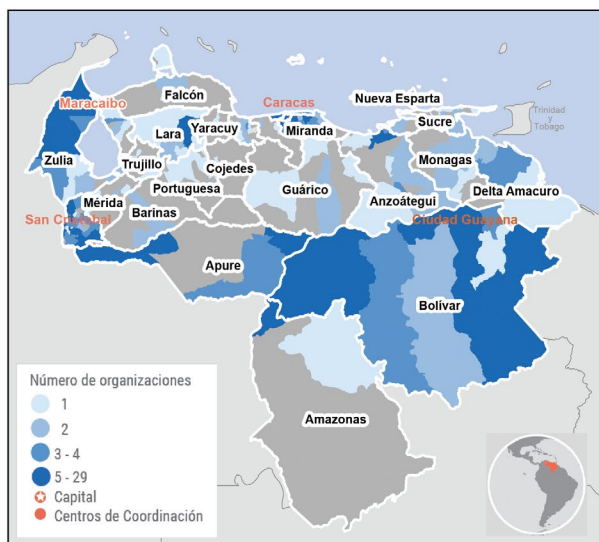 Falcón
Maracaibo
Caracas
Nueva Esparta
Trinidad
y
Tobago
Lara
Yaracuy
Miranda
Sucre
Zulia
Trujillo
Cojedes
Monagas
Portuguesa
Guárico
Mérida
Anzoátegui
Delta Amacuro
San Cristóbal
Barinas
Ciudad Guayana
Apure
Bolívar
Amazonas
Número de organizaciones
1
2
3 - 4
5 - 29
Capital
Centros de Coordinación